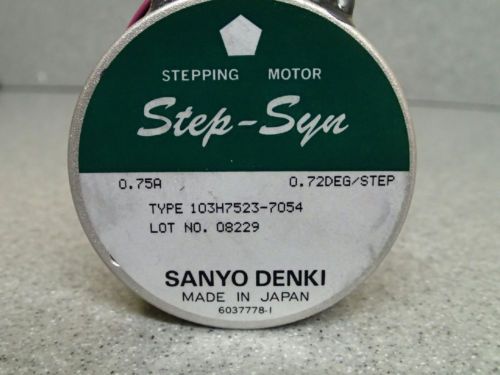 STEPPING MOTOR
Step-Syn
0.75A 0.72DEG/STEP
TYPE 103H7523-7054
LOT NO. 08229
SANYO DENKI
MADE IN JAPAN
6037778-1